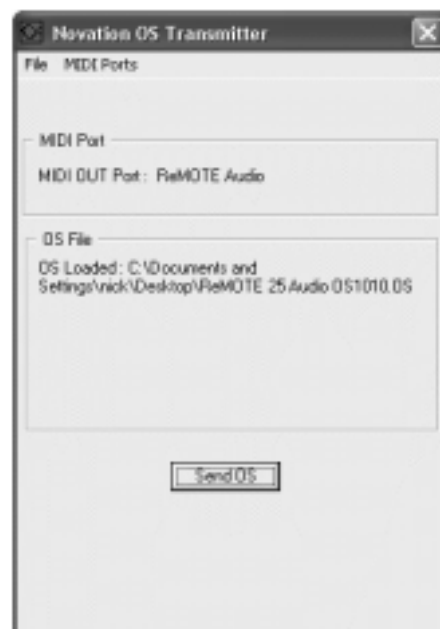 Novation OS Transmitter
File MIDI Ports
MIDI Port
MIDI OUT Port : ReMOTE Audio
OS File
OS Loaded : C:\Documents and
Settings\nick\Desktop\ReMOTE 25 Audio OS1010.OS
Send OS